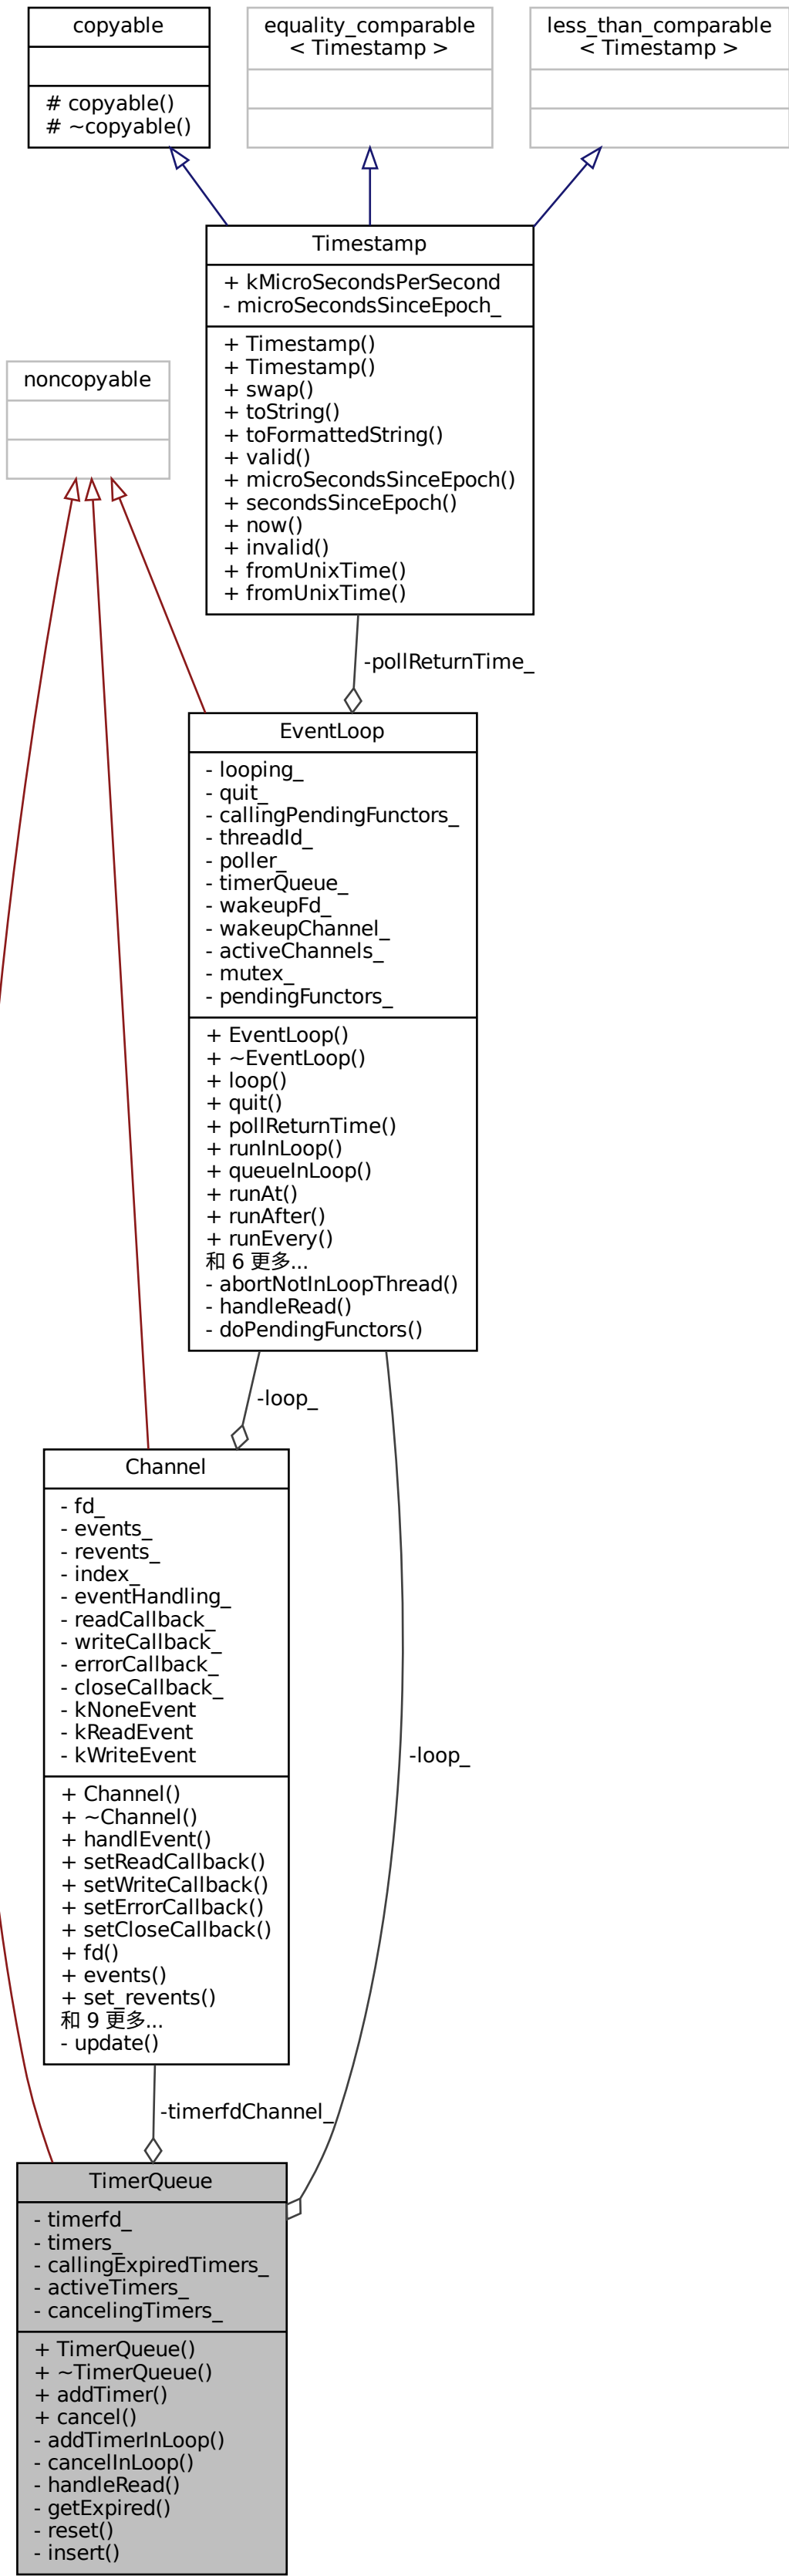 copyable
# copyable()
# ~copyable()
equality_comparable
< Timestamp >
less_than_comparable
< Timestamp >
Timestamp
+ kMicroSecondsPerSecond
- microSecondsSinceEpoch_
+ Timestamp()
+ Timestamp()
+ swap()
+ toString()
+ toFormattedString()
+ valid()
+ microSecondsSinceEpoch()
+ secondsSinceEpoch()
+ now()
+ invalid()
+ fromUnixTime()
+ fromUnixTime()
noncopyable
-pollReturnTime_
EventLoop
- looping_
- quit_
- callingPendingFunctors_
- threadId_
- poller_
- timerQueue_
- wakeupFd_
- wakeupChannel_
- activeChannels_
- mutex_
- pendingFunctors_
+ EventLoop()
+ ~EventLoop()
+ loop()
+ quit()
+ pollReturnTime()
+ runInLoop()
+ queueInLoop()
+ runAt()
+ runAfter()
+ runEvery()
和 6 更多...
- abortNotInLoopThread()
- handleRead()
- doPendingFunctors()
-loop_
Channel
- fd_
- events_
- revents_
- index_
- eventHandling_
- readCallback_
- writeCallback_
- errorCallback_
- closeCallback_
- kNoneEvent
- kReadEvent
- kWriteEvent
+ Channel()
+ ~Channel()
+ handlEvent()
+ setReadCallback()
+ setWriteCallback()
+ setErrorCallback()
+ setCloseCallback()
+ fd()
+ events()
+ set_revents()
和 9 更多...
- update()
-loop_
-timerfdChannel_
TimerQueue
- timerfd_
- timers_
- callingExpiredTimers_
- activeTimers_
- cancelingTimers_
+ TimerQueue()
+ ~TimerQueue()
+ addTimer()
+ cancel()
- addTimerInLoop()
- cancelInLoop()
- handleRead()
- getExpired()
- reset()
- insert()